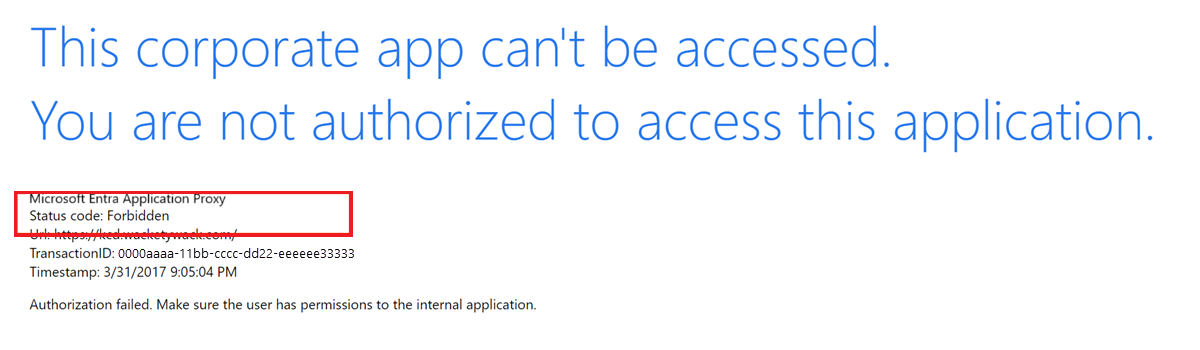 This corporate app can't be accessed.
You are not authorized to access this application.
Microsoft Entra Application Proxy
Status code: Forbidden
Url: https://kcd.wacketywack.com/
TransactionID: 0000aaaa-11bb-cccc-dd22-eeeeee33333
Timestamp: 3/31/2017 9:05:04 PM
Authorization failed. Make sure the user has permissions to the internal application.